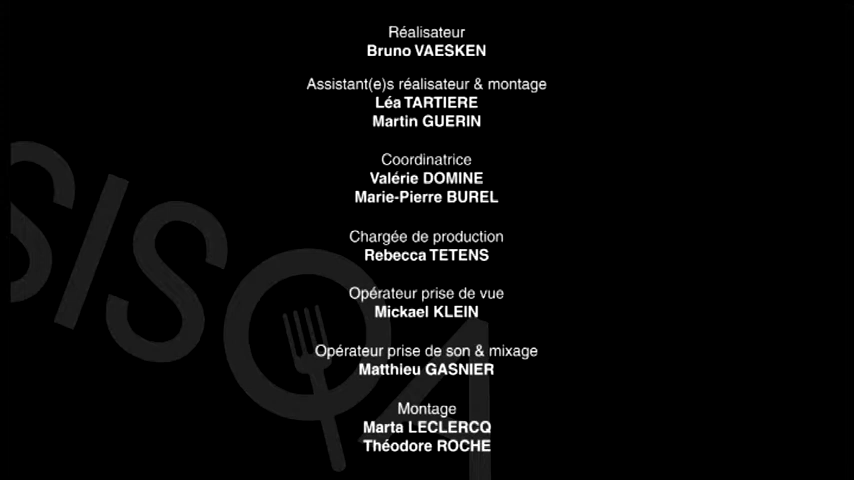 Réalisateur
Bruno VAESKEN
Assistant(e)s réalisateur & montage
Léa TARTIERE
Martin GUERIN
Coordinatrice
Valérie DOMINE
Marie-Pierre BUREL
Chargée de production
Rebecca TETENS
Opérateur prise de vue
Mickael KLEIN
Opérateur prise de son & mixage
Matthieu GASNIER
Montage
Marta LECLERCQ
Théodore ROCHE
SISQA